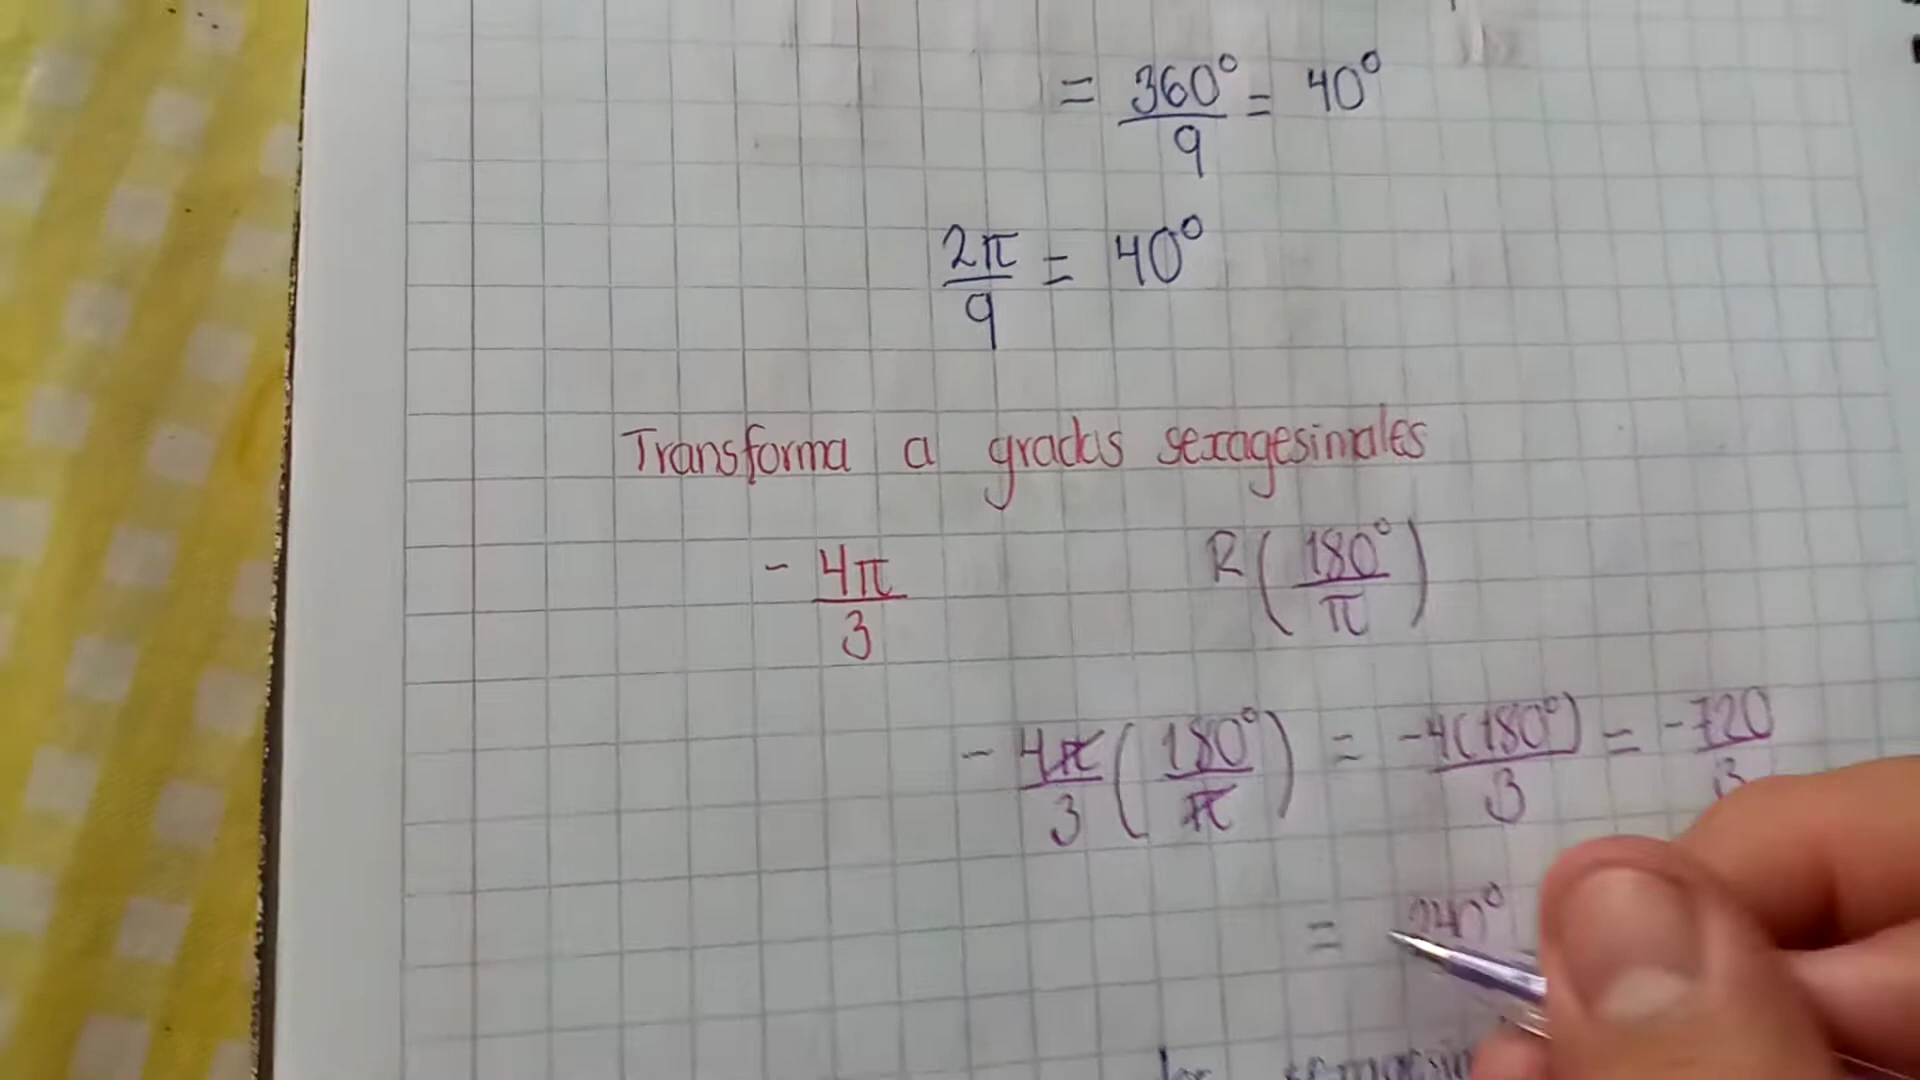 = 360°/9 = 40°
2π/9 = 40°
Transforma a grados sexagesimales
- 4π/3 R(180°/π)
- 4π/3 (180°/π) = -4(180°)/3 = -720/3
= 240°